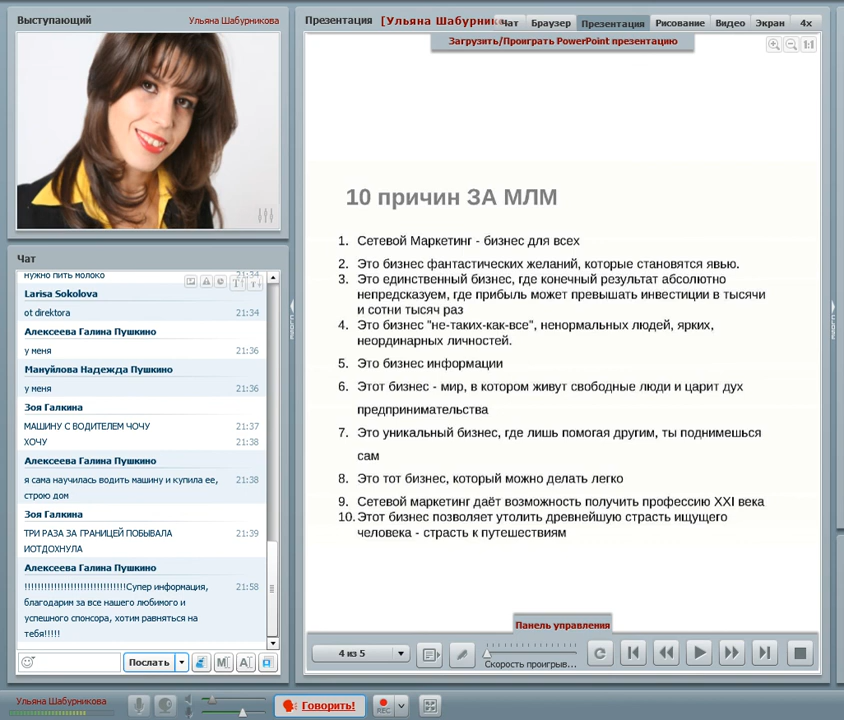 Выступающий
Ульяна Шабурникова
Чат
нужно пить молоко 21:34
Larisa Sokolova
ot direktora 21:34
Алексеева Галина Пушкино
у меня 21:36
Мануйлова Надежда Пушкино
у меня 21:36
Зоя Галкина
МАШИНУ С ВОДИТЕЛЕМ ЧОЧУ 21:37
ХОЧУ 21:38
Алексеева Галина Пушкино
я сама научилась водить машину и купила ее, 21:38
строю дом
Зоя Галкина
ТРИ РАЗА ЗА ГРАНИЦЕЙ ПОБЫВАЛА 21:39
ИОТДОХНУЛА
Алексеева Галина Пушкино
!!!!!!!!!!!!!!!!!!!!!!!!!!!!!!Супер информация, 21:58
благодарим за все нашего любимого и
успешного спонсора, хотим равняться на
тебя!!!!!
Послать
Презентация [Ульяна Шабурник
Чат Браузер Презентация Рисование Видео Экран 4x
Загрузить/Проиграть PowerPoint презентацию
1:1
10 причин ЗА МЛМ
1. Сетевой Маркетинг - бизнес для всех
2. Это бизнес фантастических желаний, которые становятся явью.
3. Это единственный бизнес, где конечный результат абсолютно
непредсказуем, где прибыль может превышать инвестиции в тысячи
и сотни тысяч раз
4. Это бизнес "не-таких-как-все", ненормальных людей, ярких,
неординарных личностей.
5. Это бизнес информации
6. Этот бизнес - мир, в котором живут свободные люди и царит дух
предпринимательства
7. Это уникальный бизнес, где лишь помогая другим, ты поднимешься
сам
8. Это тот бизнес, который можно делать легко
9. Сетевой маркетинг даёт возможность получить профессию XXI века
10. Этот бизнес позволяет утолить древнейшую страсть ищущего
человека - страсть к путешествиям
Панель управления
4 из 5
Скорость проигрыв...
Ульяна Шабурникова
Говорить!
REC